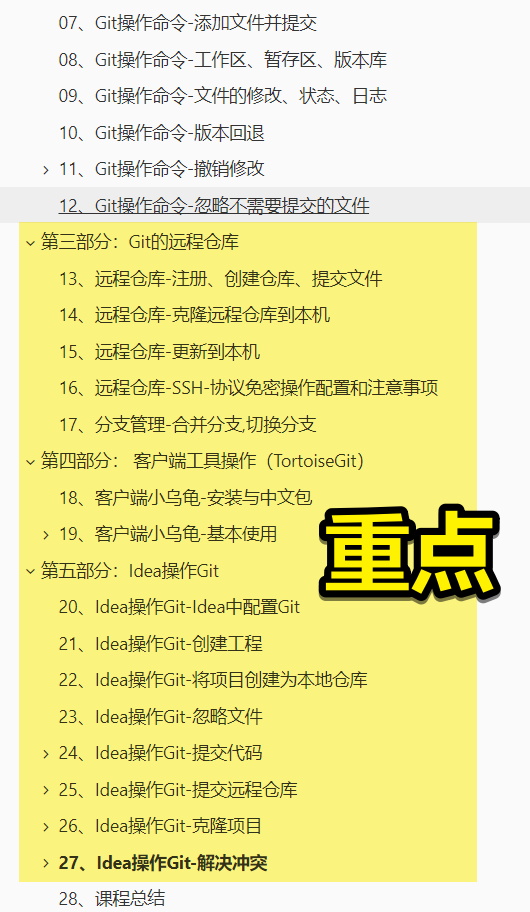 07、Git操作命令-添加文件并提交
08、Git操作命令-工作区、暂存区、版本库
09、Git操作命令-文件的修改、状态、日志
10、Git操作命令-版本回退
11、Git操作命令-撤销修改
12、Git操作命令-忽略不需要提交的文件
第三部分：Git的远程仓库
13、远程仓库-注册、创建仓库、提交文件
14、远程仓库-克隆远程仓库到本机
15、远程仓库-更新到本机
16、远程仓库-SSH-协议免密操作配置和注意事项
17、分支管理-合并分支,切换分支
第四部分： 客户端工具操作（TortoiseGit）
18、客户端小乌龟-安装与中文包
19、客户端小乌龟-基本使用
重点
第五部分：Idea操作Git
20、Idea操作Git-Idea中配置Git
21、Idea操作Git-创建工程
22、Idea操作Git-将项目创建为本地仓库
23、Idea操作Git-忽略文件
24、Idea操作Git-提交代码
25、Idea操作Git-提交远程仓库
26、Idea操作Git-克隆项目
27、Idea操作Git-解决冲突
28、课程总结